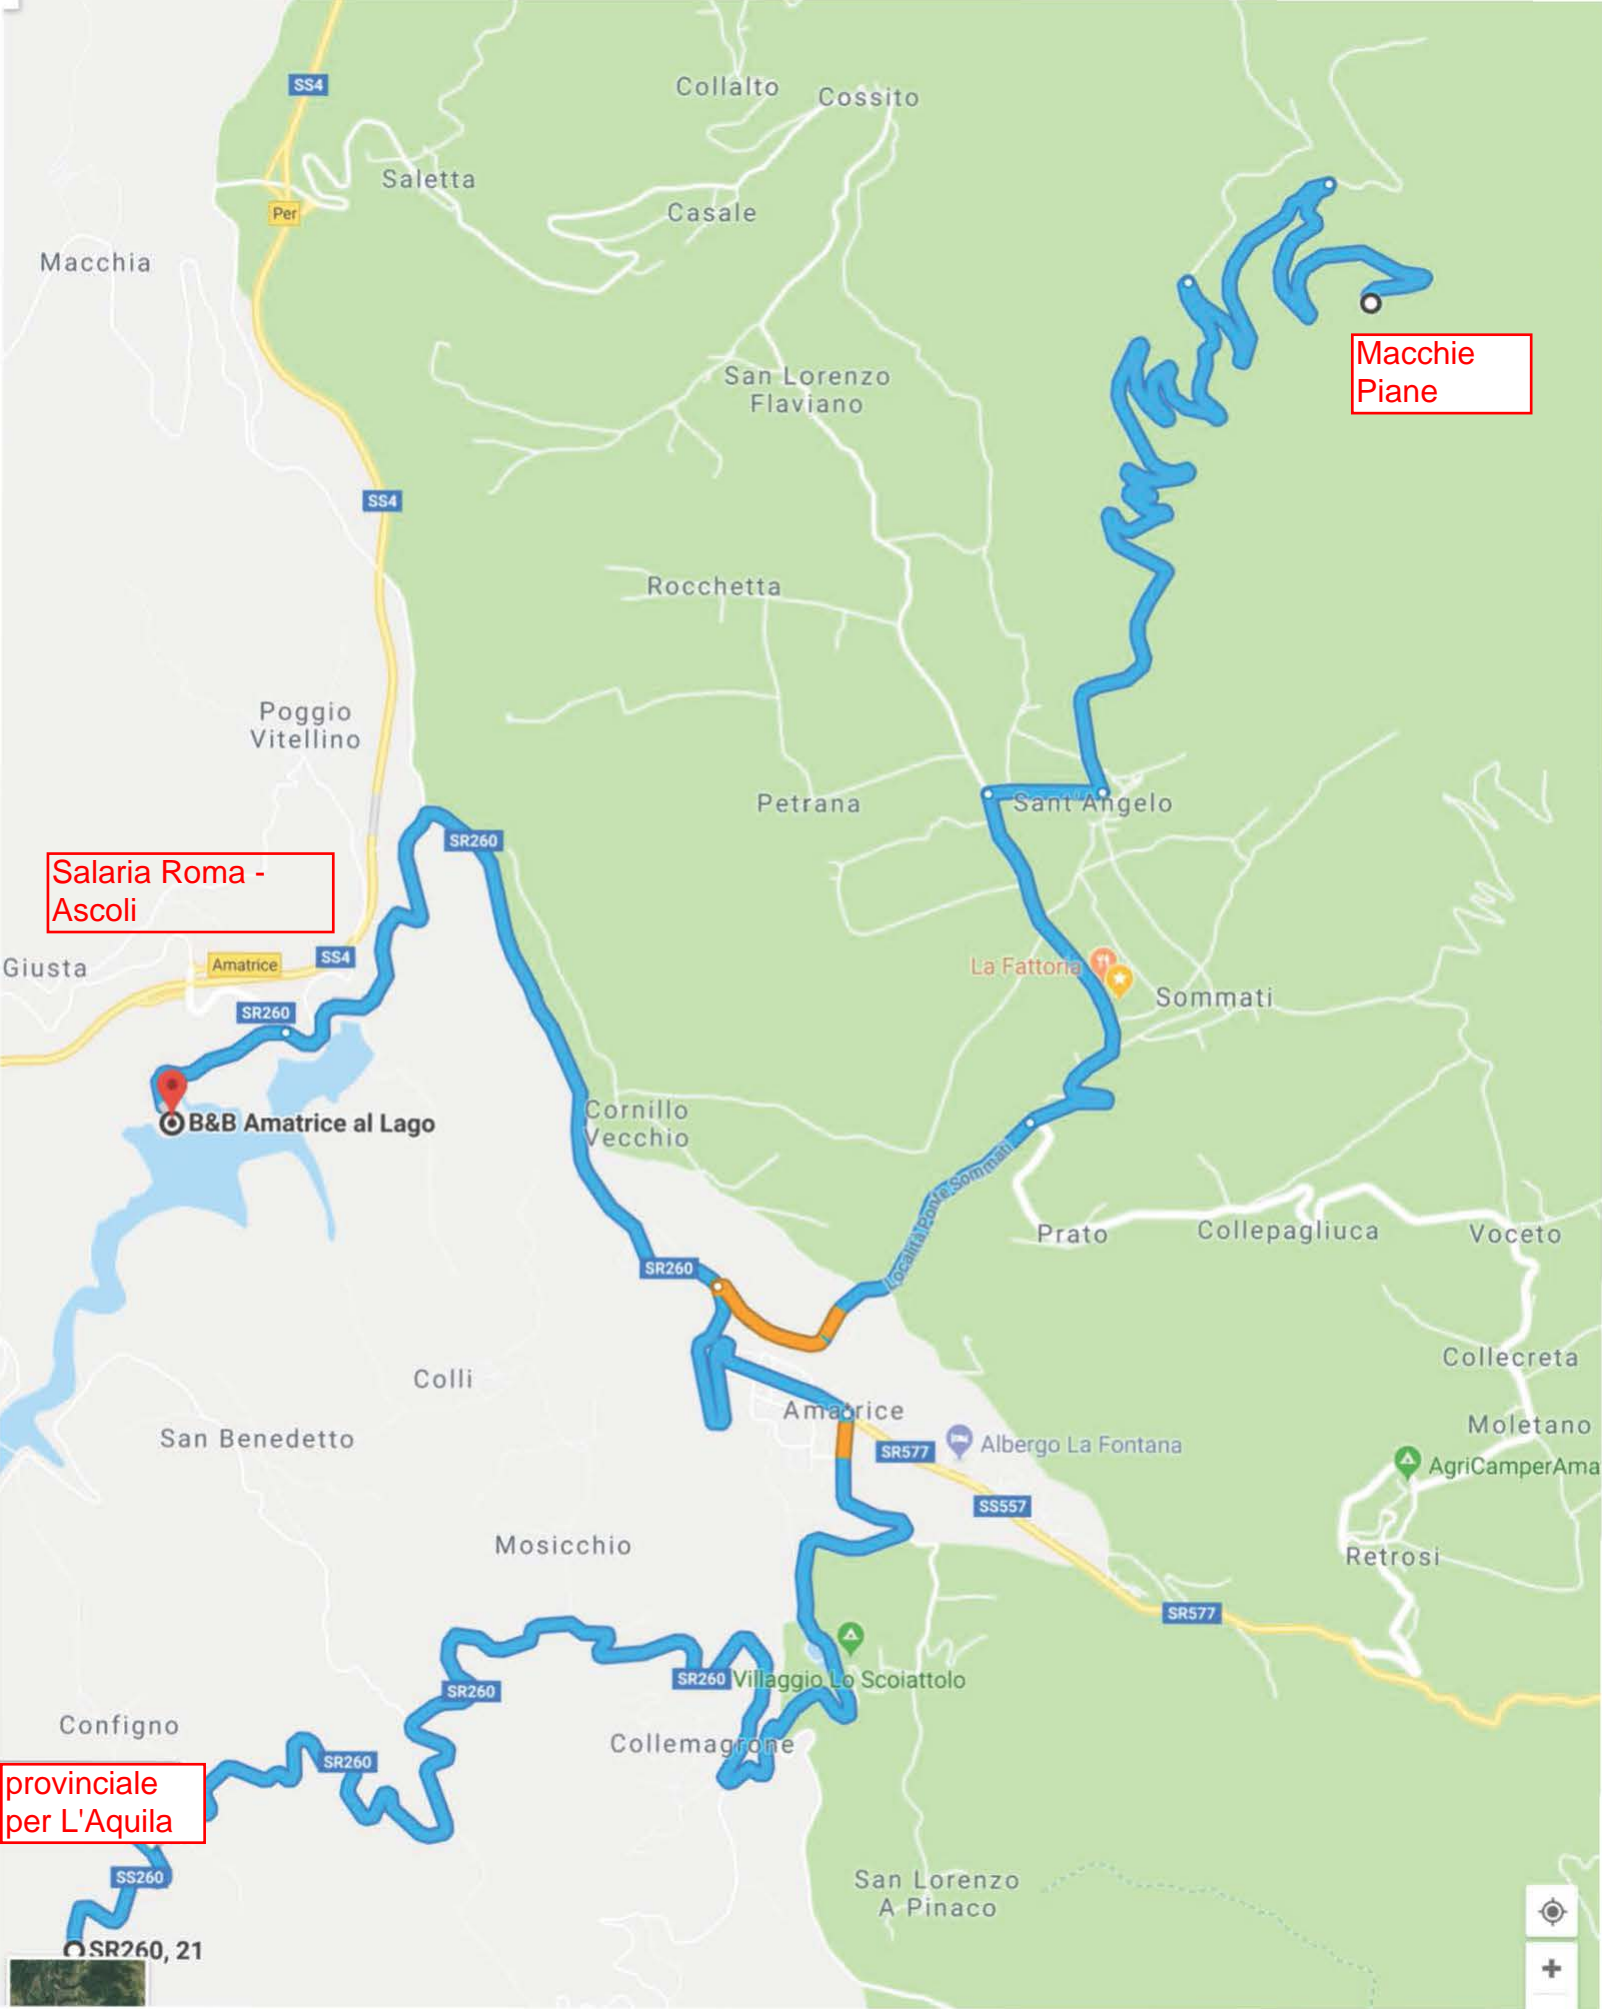 SS4
Collalto
Cossito
Saletta
Per
Casale
Macchia
Macchie
Piane
San Lorenzo
Flaviano
SS4
Rocchetta
Poggio
Vitellino
Petrana
Sant'Angelo
SR260
Salaria Roma -
Ascoli
Giusta
Amatrice
SS4
La Fattoria
Sommati
SR260
B&B Amatrice al Lago
Cornillo
Vecchio
Località Ponte Sommati
Prato
Collepagliuca
Voceto
SR260
Collecreta
Colli
Amatrice
Moletano
San Benedetto
SR577
Albergo La Fontana
AgriCamperAma
SS557
Mosicchio
Retrosi
SR577
SR260
Villaggio Lo Scoiattolo
SR260
Configno
Collemagrone
SR260
provinciale
per L'Aquila
SS260
San Lorenzo
A Pinaco
SR260, 21
+